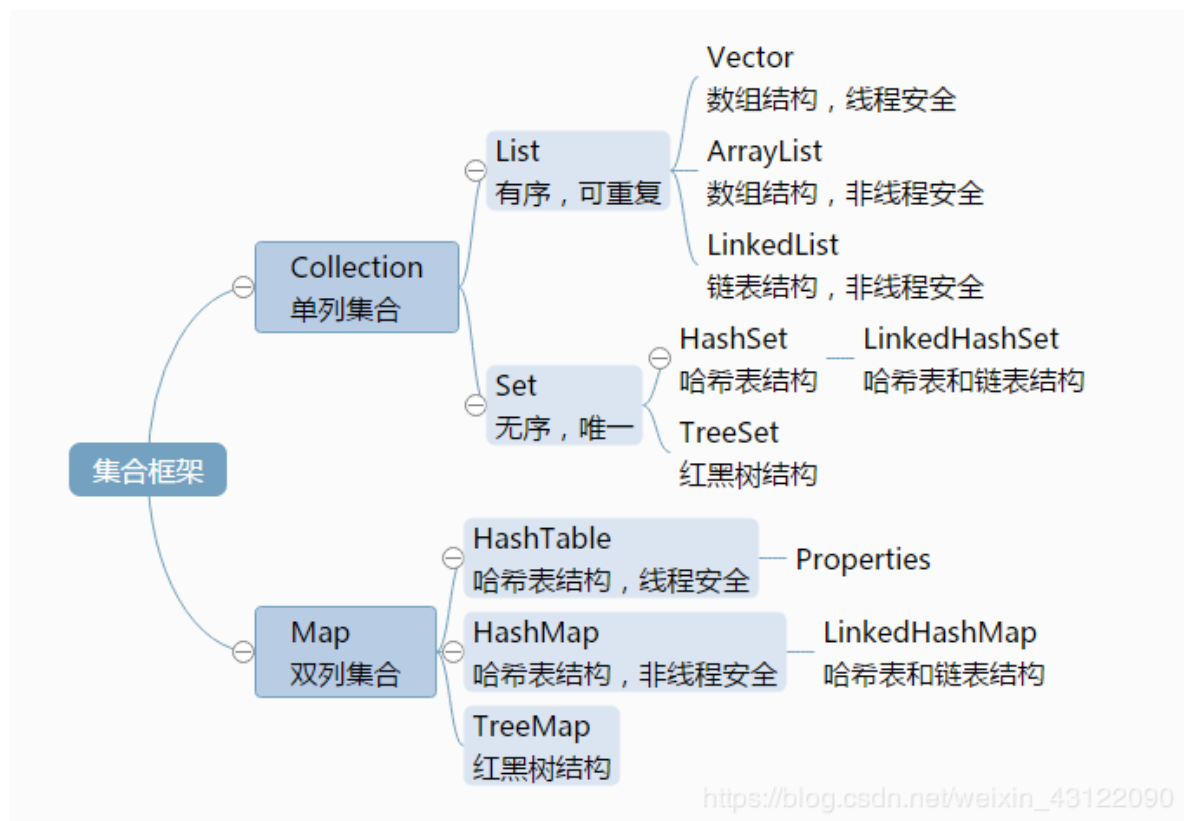 集合框架
Collection
单列集合
List
有序，可重复
Vector
数组结构，线程安全
ArrayList
数组结构，非线程安全
LinkedList
链表结构，非线程安全
Set
无序，唯一
HashSet
哈希表结构
LinkedHashSet
哈希表和链表结构
TreeSet
红黑树结构
Map
双列集合
HashTable
哈希表结构，线程安全
Properties
HashMap
哈希表结构，非线程安全
LinkedHashMap
哈希表和链表结构
TreeMap
红黑树结构
https://blog.csdn.net/weixin_43122090